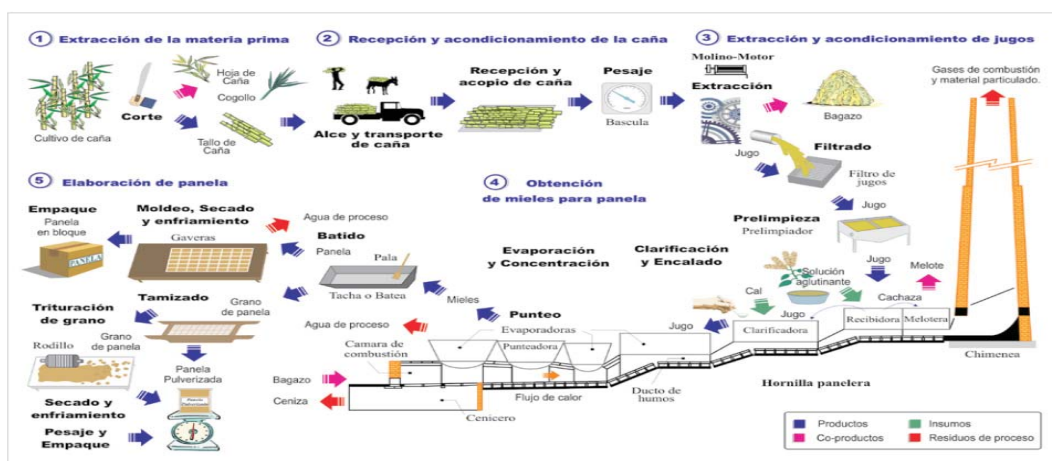 1 Extracción de la materia prima
Cultivo de caña
Corte
Hoja de
Caña
Cogollo
Tallo de
Caña
2 Recepción y acondicionamiento de la caña
Alce y transporte
de caña
Recepción y
acopio de caña
Pesaje
Bascula
3 Extracción y acondicionamiento de jugos
Molino-Motor
Extracción
Bagazo
Gases de combustión
y material particulado.
Jugo
Filtrado
Filtro de
jugos
Jugo
Prelimpieza
Prelimpiador
Jugo
Melote
4 Obtención
de mieles para panela
Clarificación
y Encalado
Solución
aglutinante
Cal
Cachaza
Jugo
Jugo
Clarificadora
Recibidora
Melotera
Chimenea
Evaporación
y Concentración
Punteo
Evaporadoras
Punteadora
Mieles
Agua de proceso
Camara de
combustión
Bagazo
Ceniza
Cenicero
Flujo de calor
Ducto de
humos
Hornilla panelera
5 Elaboración de panela
Empaque
Panela
en bloque
PANELA
Moldeo, Secado
y enfriamiento
Gaveras
Agua de proceso
Batido
Panela
Pala
Tacha o Batea
Tamizado
Grano
de panela
Trituración
de grano
Rodillo
Grano de
panela
Panela
Pulverizada
Panela
Pulverizada
Secado y
enfriamiento
Pesaje y
Empaque
Productos
Insumos
Co-productos
Residuos de proceso